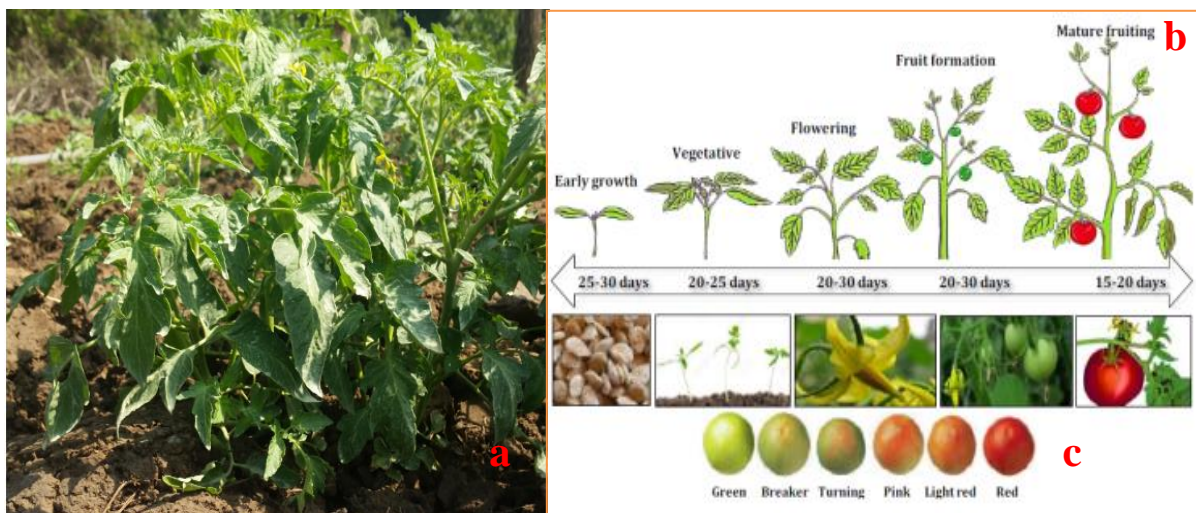 a
b
Mature fruiting
Fruit formation
Flowering
Vegetative
Early growth
25-30 days 20-25 days 20-30 days 20-30 days 15-20 days
Green Breaker Turning Pink Light red Red
c